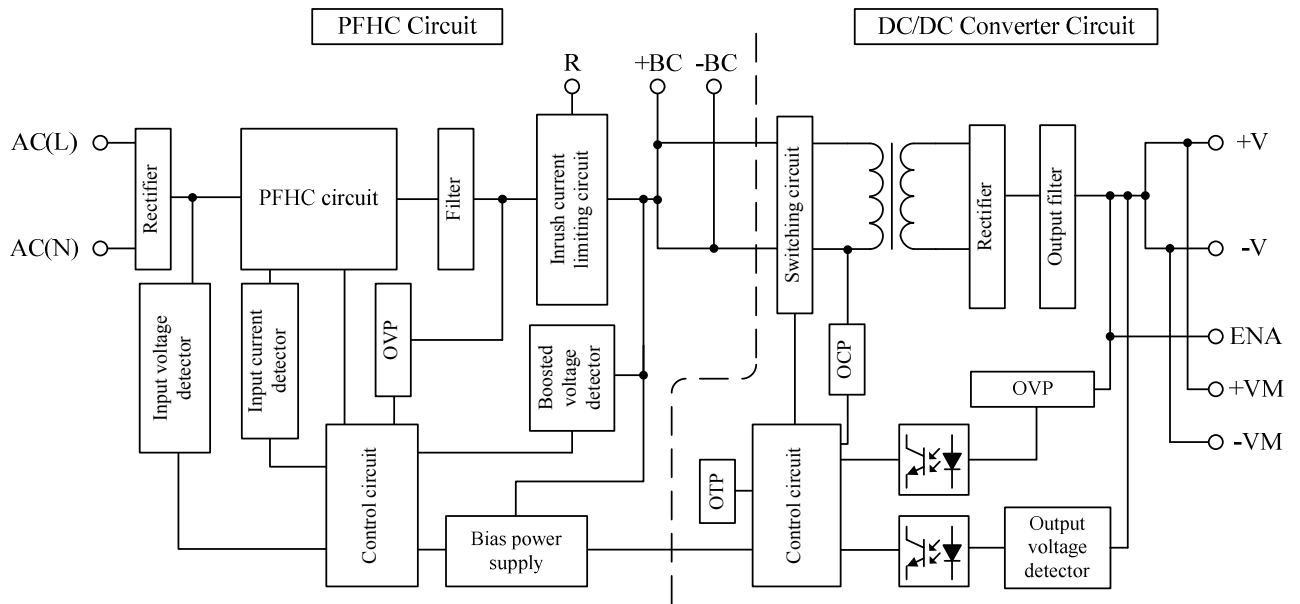 PFHC Circuit
DC/DC Converter Circuit
R
+BC
-BC
AC(L)
AC(N)
Rectifier
PFHC circuit
Filter
Inrush current
limiting circuit
Switching circuit
Rectifier
Output filter
+V
-V
ENA
+VM
-VM
Input voltage
detector
Input current
detector
OVP
Boosted
voltage
detector
OCP
OVP
Control circuit
OTP
Control circuit
Bias power
supply
Output
voltage
detector